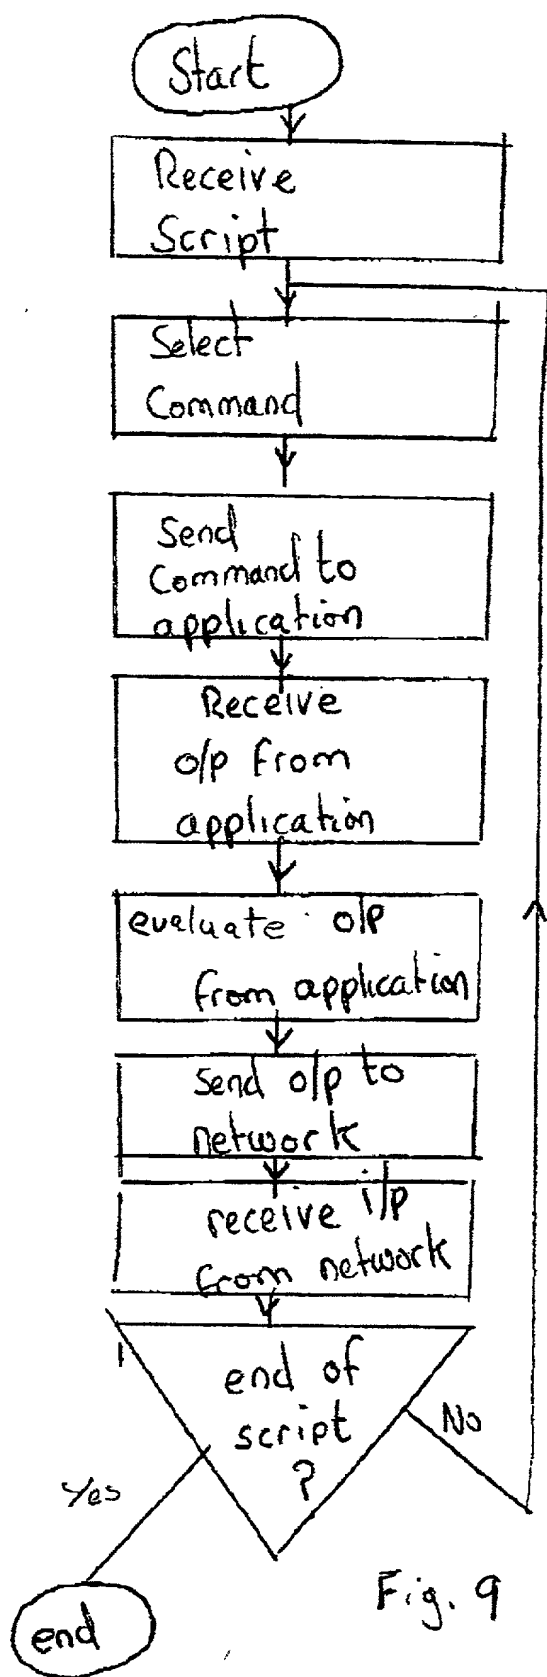 Start
Receive
Script
Select
Command
Send
Command to
application
Receive
o/p from
application
evaluate o/p
from application
Send o/p to
network
receive i/p
from network
end of
script
?
No
Yes
end
Fig. 9